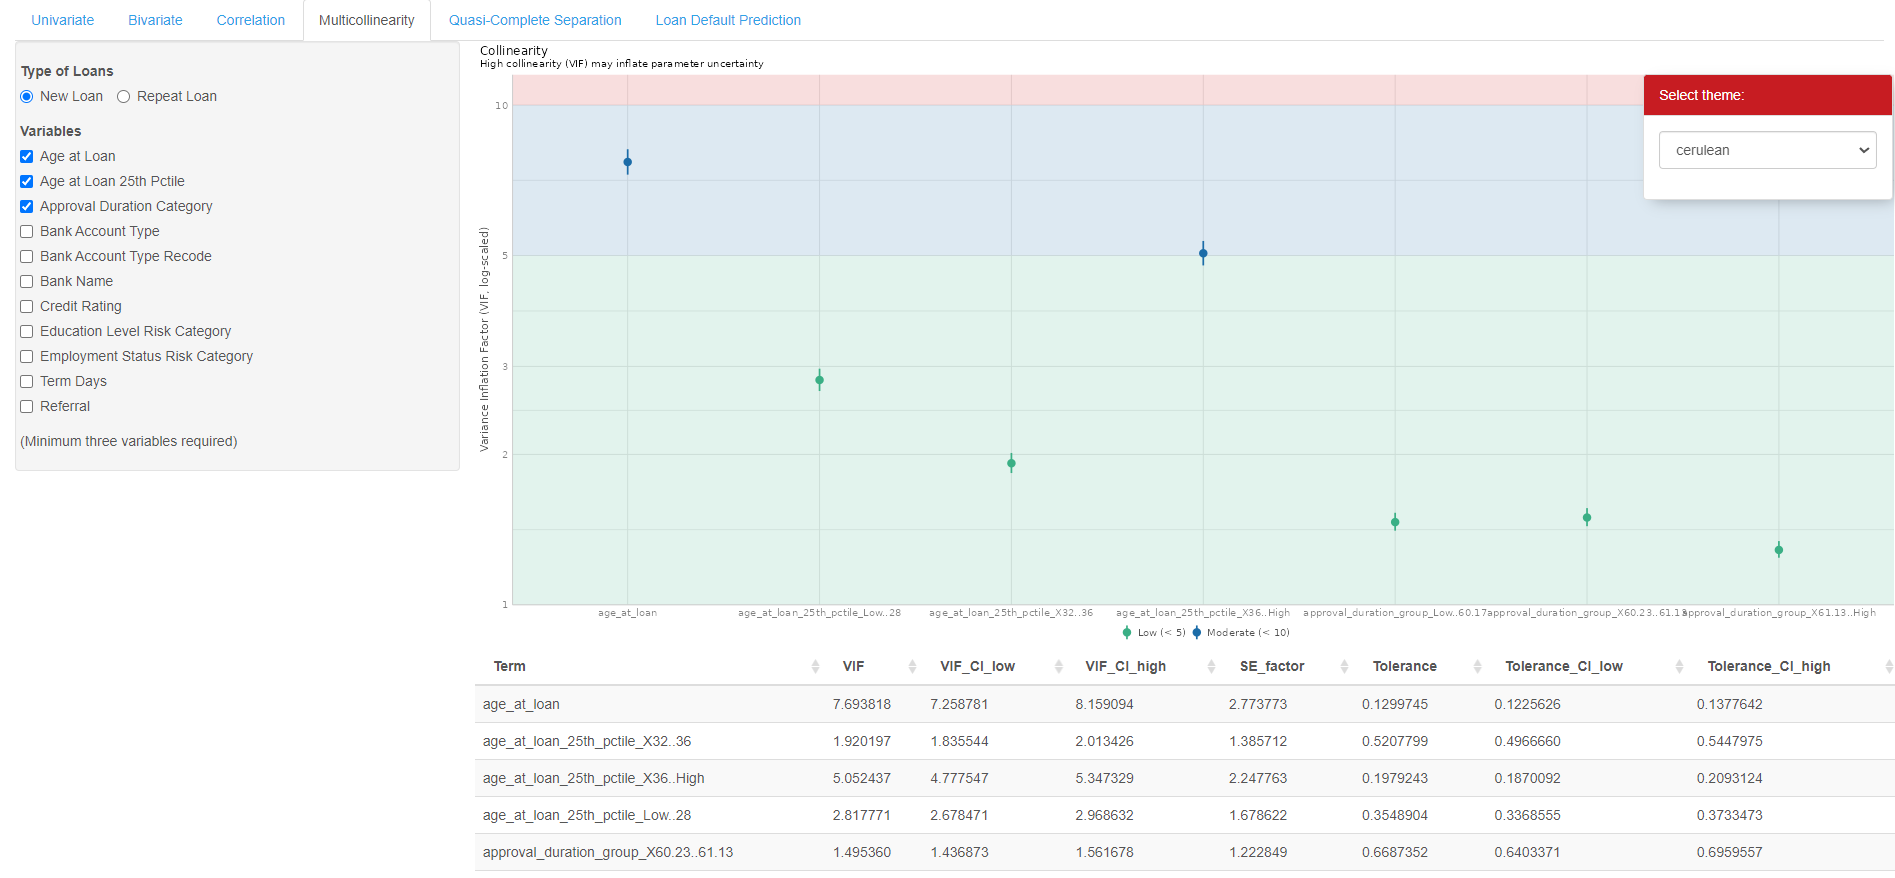 Univariate Bivariate Correlation Multicollinearity Quasi-Complete Separation Loan Default Prediction
Type of Loans
New Loan Repeat Loan
Variables
Age at Loan
Age at Loan 25th Pctile
Approval Duration Category
Bank Account Type
Bank Account Type Recode
Bank Name
Credit Rating
Education Level Risk Category
Employment Status Risk Category
Term Days
Referral
(Minimum three variables required)
Collinearity
High collinearity (VIF) may inflate parameter uncertainty
Select theme:
cerulean
Variance Inflation Factor (VIF, log-scaled)
10
5
3
2
1
age_at_loan age_at_loan_25th_pctile_Low..28 age_at_loan_25th_pctile_X32..36 age_at_loan_25th_pctile_X36..High approval_duration_group_Low..60.17 approval_duration_group_X60.23..61.13 approval_duration_group_X61.13..High
Low (< 5) Moderate (< 10)
Term VIF VIF_CI_low VIF_CI_high SE_factor Tolerance Tolerance_CI_low Tolerance_CI_high
age_at_loan 7.693818 7.258781 8.159094 2.773773 0.1299745 0.1225626 0.1377642
age_at_loan_25th_pctile_X32..36 1.920197 1.835544 2.013426 1.385712 0.5207799 0.4966660 0.5447975
age_at_loan_25th_pctile_X36..High 5.052437 4.777547 5.347329 2.247763 0.1979243 0.1870092 0.2093124
age_at_loan_25th_pctile_Low..28 2.817771 2.678471 2.968632 1.678622 0.3548904 0.3368555 0.3733473
approval_duration_group_X60.23..61.13 1.495360 1.436873 1.561678 1.222849 0.6687352 0.6403371 0.6959557